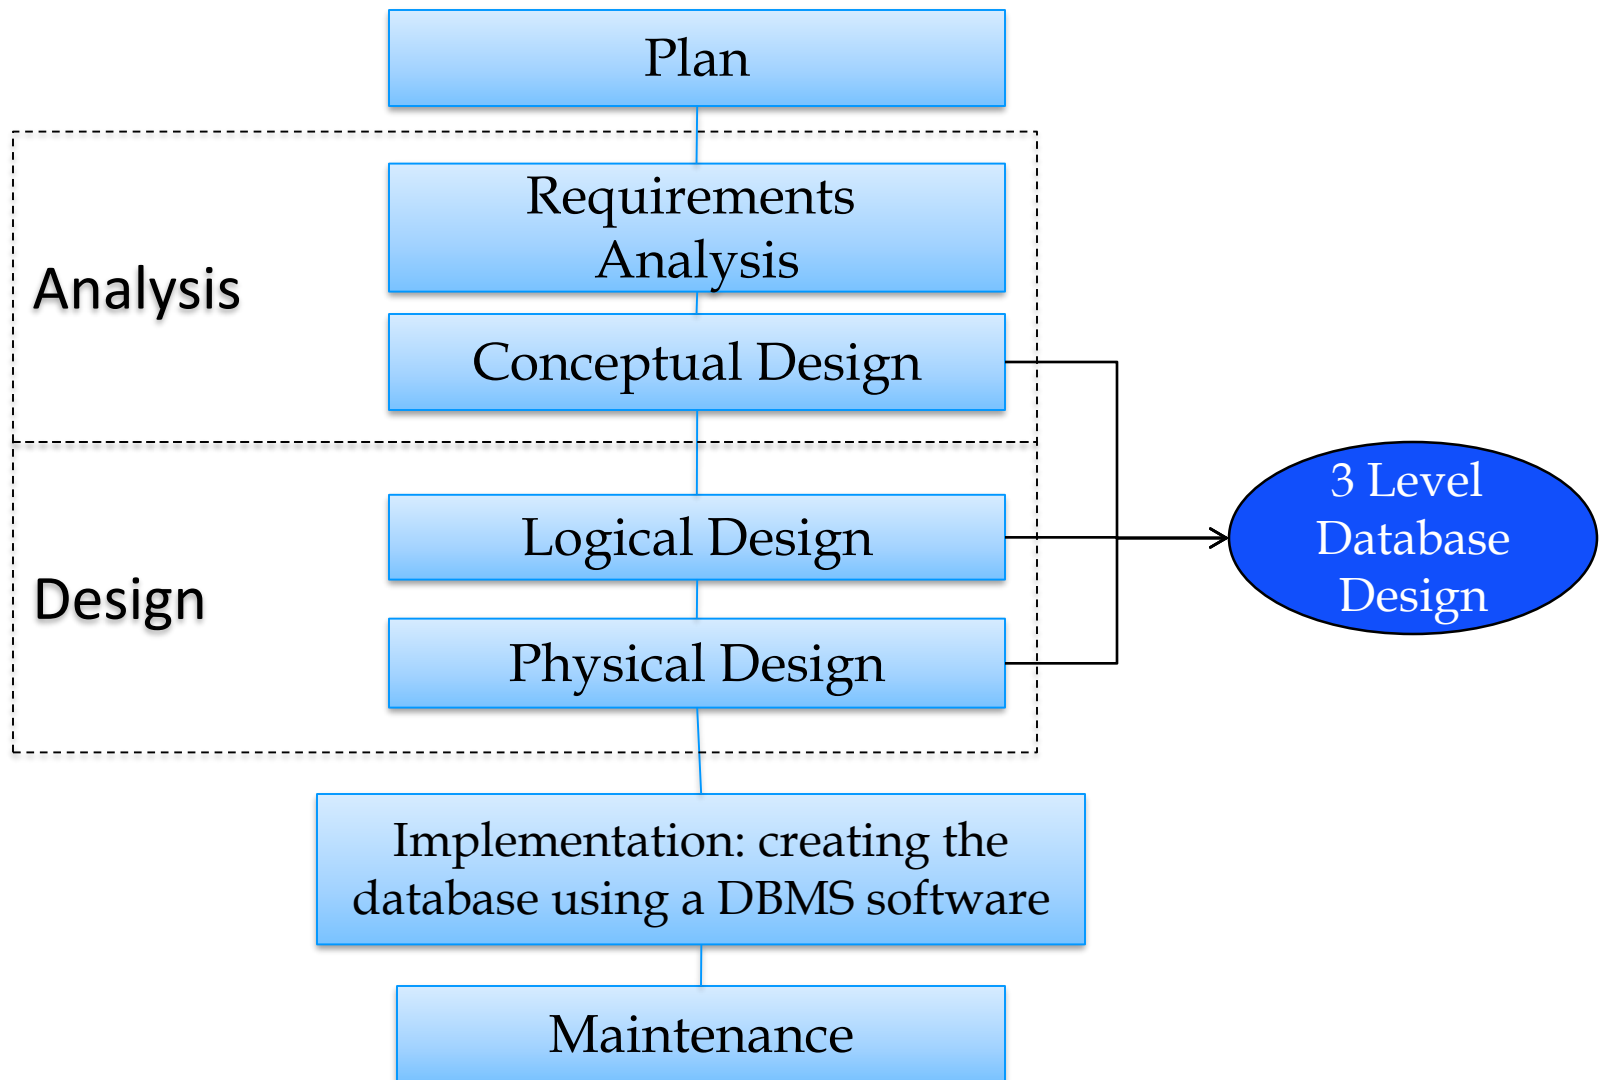 Plan
Requirements
Analysis
Analysis
Conceptual Design
Logical Design
Design
Physical Design
3 Level
Database
Design
Implementation: creating the
database using a DBMS software
Maintenance